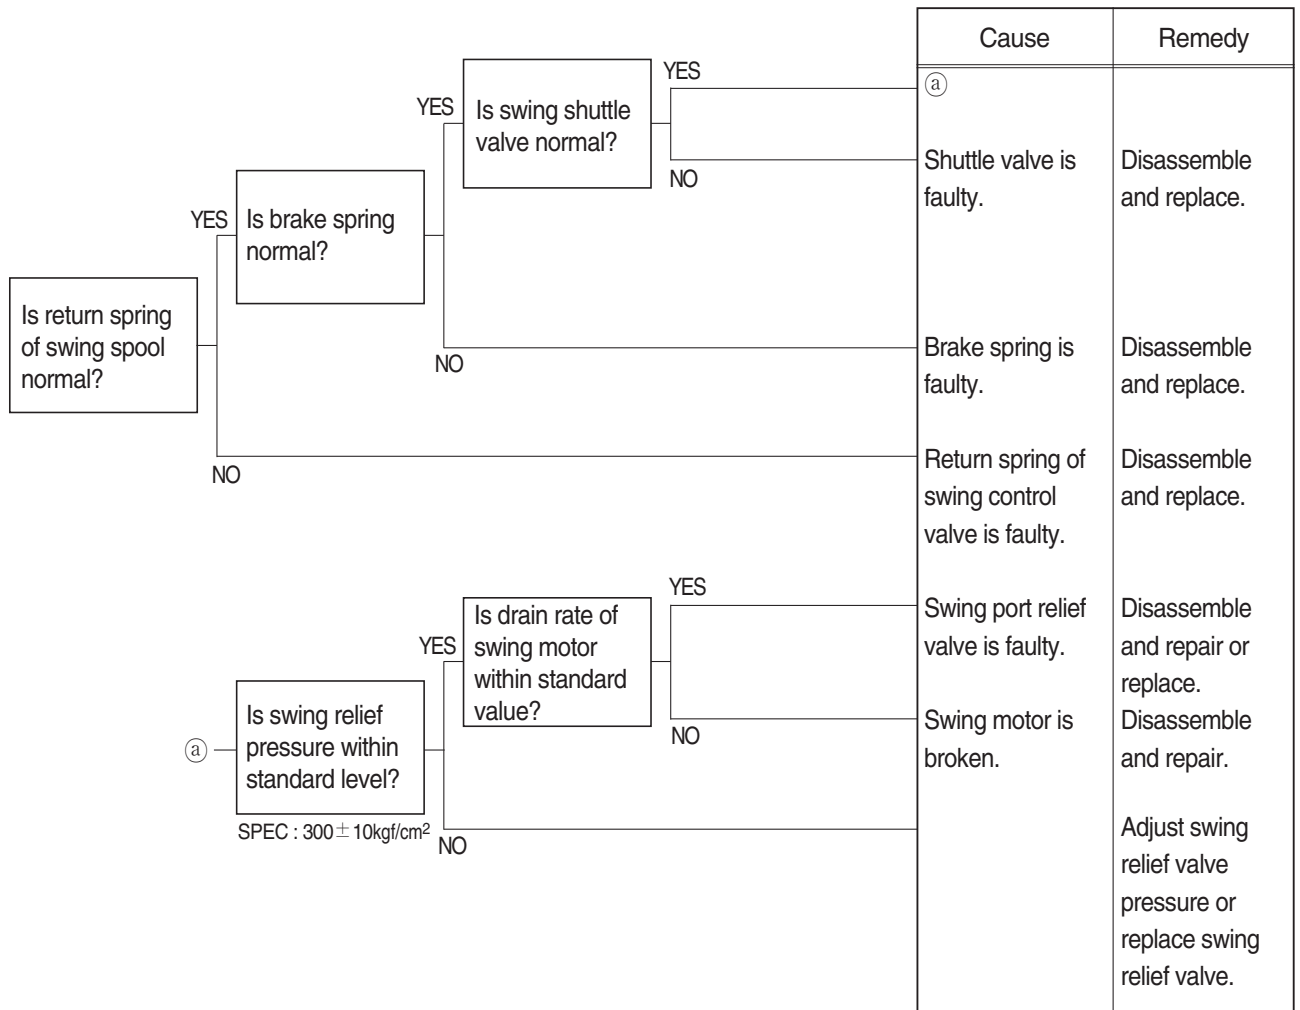 Cause
Remedy
YES
ⓐ
YES
Is swing shuttle
valve normal?
NO
Shuttle valve is
faulty.
Disassemble
and replace.
YES
Is brake spring
normal?
NO
Brake spring is
faulty.
Disassemble
and replace.
Is return spring
of swing spool
normal?
NO
Return spring of
swing control
valve is faulty.
Disassemble
and replace.
YES
Swing port relief
valve is faulty.
Disassemble
and repair or
replace.
YES
Is drain rate of
swing motor
within standard
value?
NO
Swing motor is
broken.
Disassemble
and repair.
ⓐ
Is swing relief
pressure within
standard level?
SPEC : 300±10kgf/cm²
NO
Adjust swing
relief valve
pressure or
replace swing
relief valve.